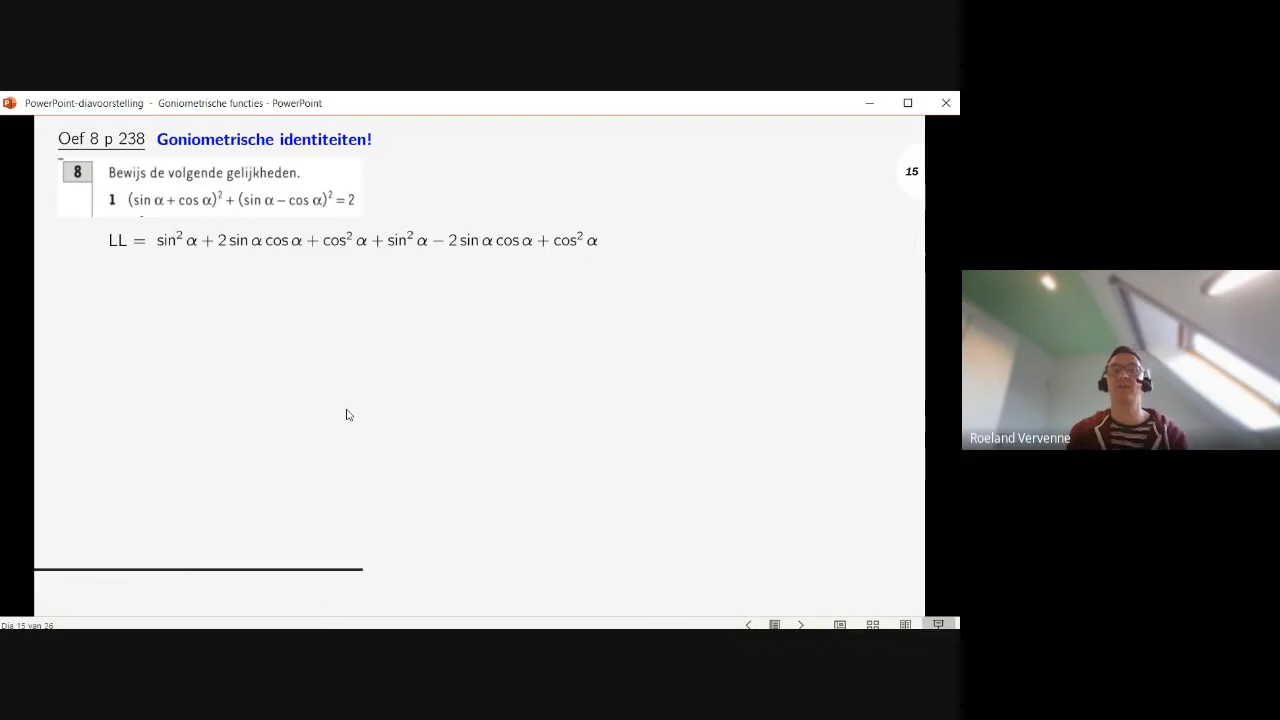 PowerPoint-diavoorstelling - Goniometrische functies - PowerPoint
Oef 8 p 238 Goniometrische identiteiten!
8 Bewijs de volgende gelijkheden.
15
1 (sin α + cos α)² + (sin α − cos α)² = 2
LL = sin² α + 2 sin α cos α + cos² α + sin² α − 2 sin α cos α + cos² α
Roeland Vervenne
Dia 15 van 26